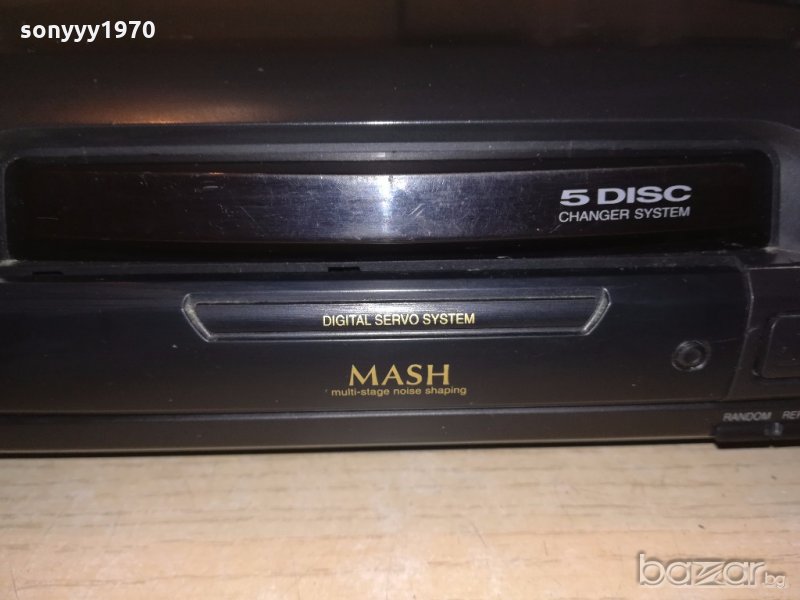 sonyyy1970
5 DISC
CHANGER SYSTEM
DIGITAL SERVO SYSTEM
MASH
multi-stage noise shaping
RANDOM
bazar.bg